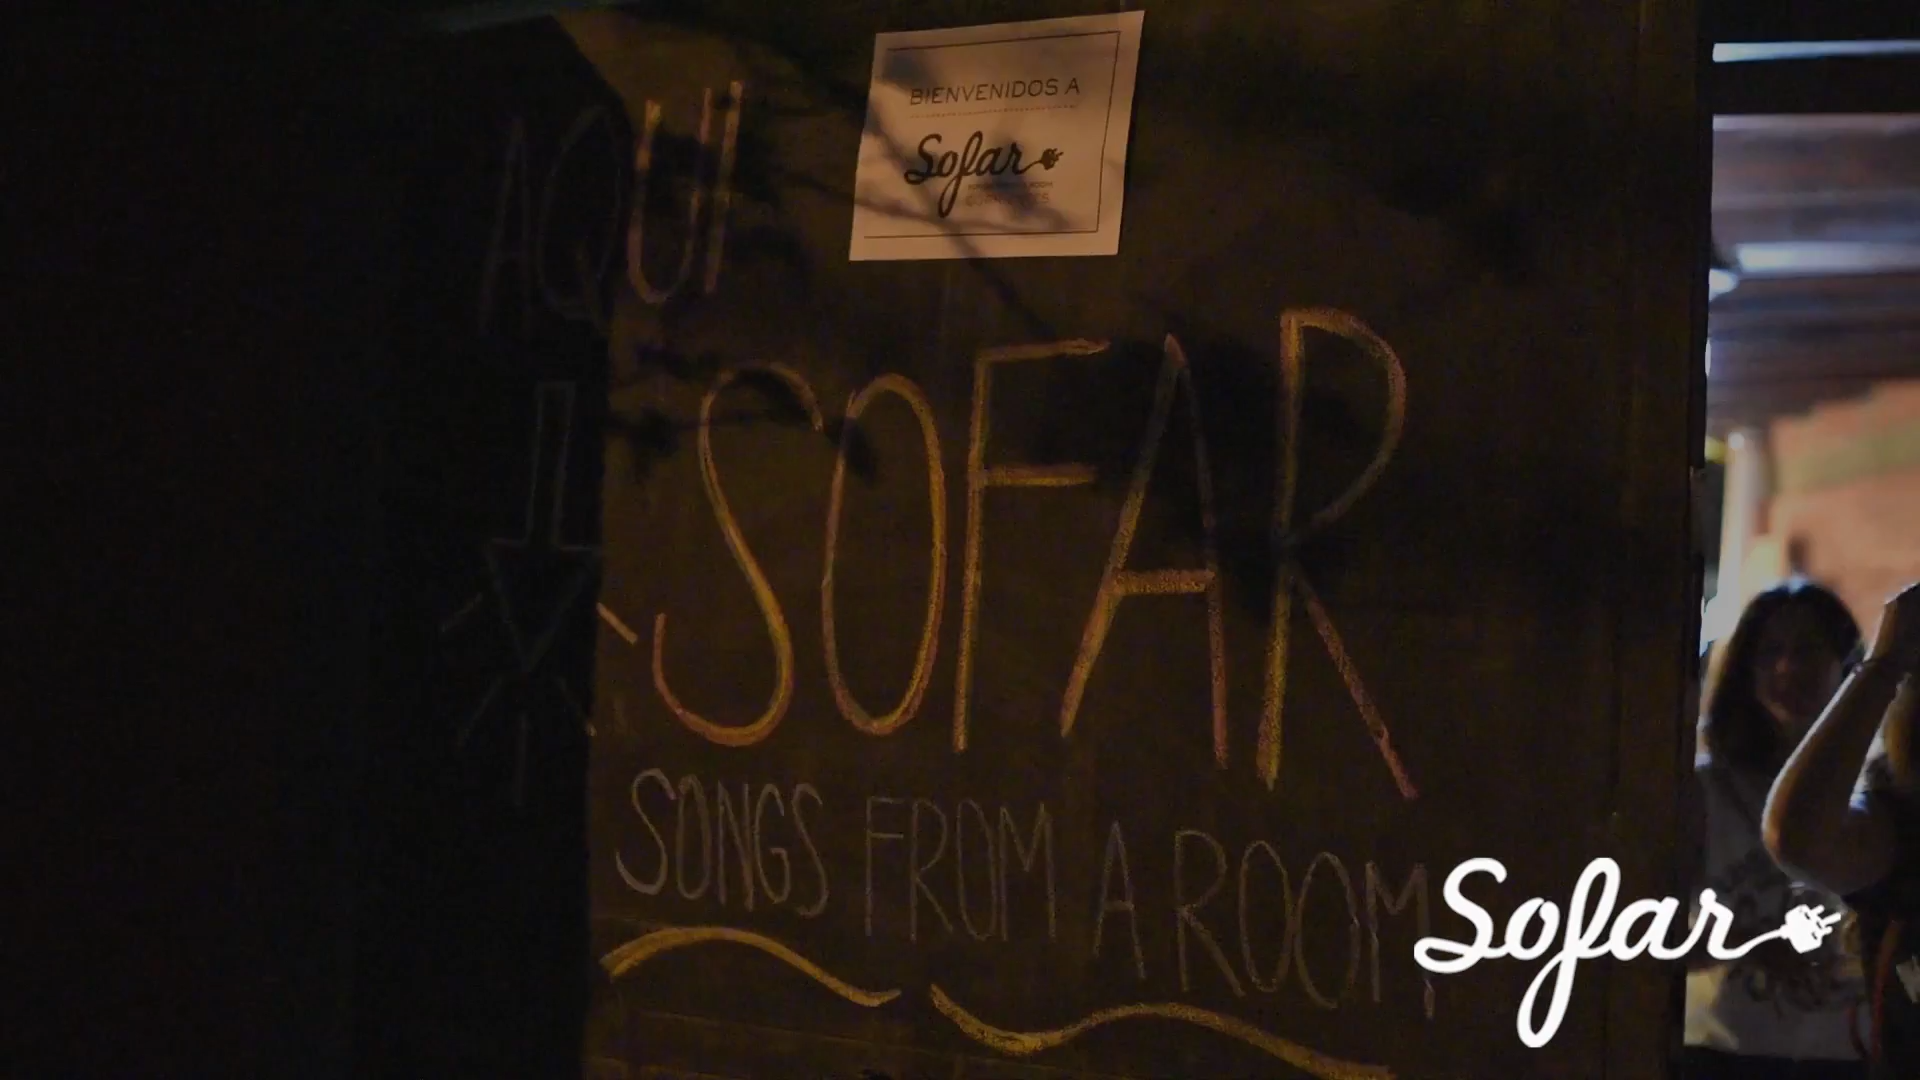 AQUI
BIENVENIDOS A
Sofar
SOFAR
SONGS FROM A ROOM
Sofar